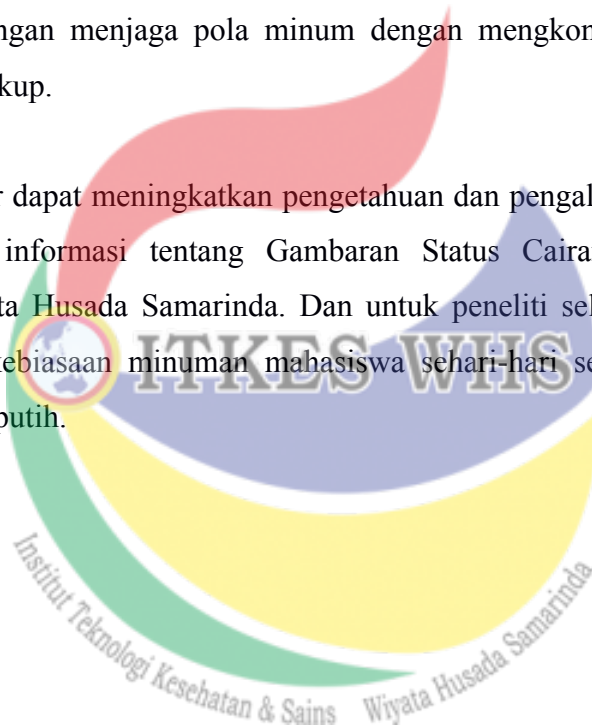 ngan menjaga pola minum dengan mengkon
kup.
dapat meningkatkan pengetahuan dan pengal
informasi tentang Gambaran Status Caira
ta Husada Samarinda. Dan untuk peneliti sel
kebiasaan minuman mahasiswa sehari-hari se
putih.
ITKES WHS
Institut Teknologi Kesehatan & Sains Wiyata Husada Samarinda